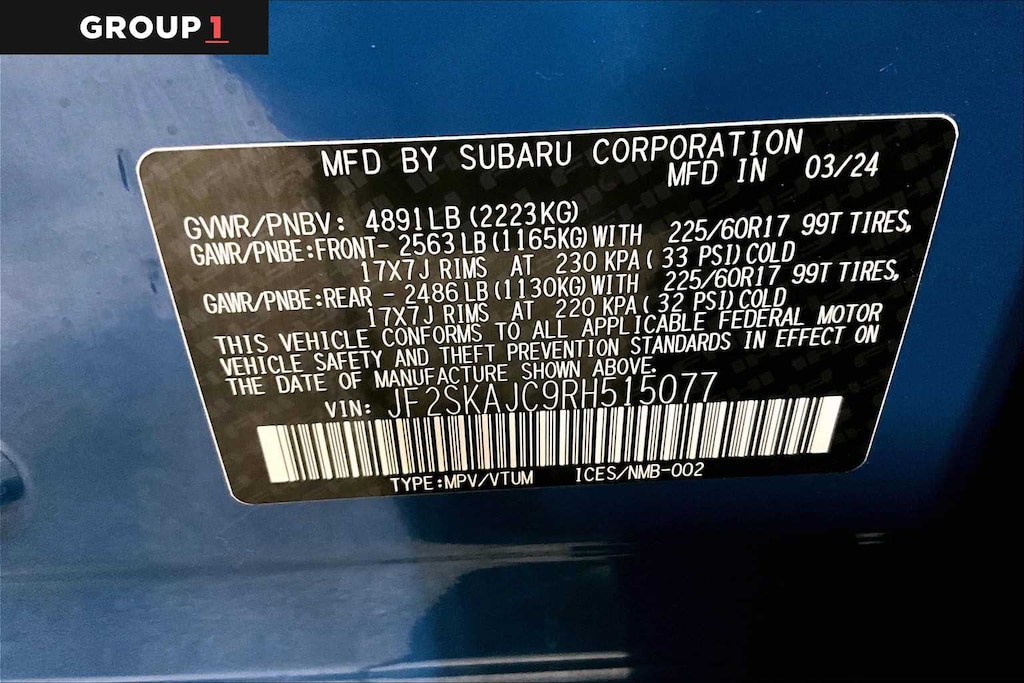 GROUP 1
MFD BY SUBARU CORPORATION
MFD IN 03/24
GVWR/PNBV: 4891LB (2223KG)
GAWR/PNBE:FRONT- 2563 LB (1165KG) WITH 225/60R17 99T TIRES,
17X7J RIMS AT 230 KPA ( 33 PSI) COLD
GAWR/PNBE:REAR - 2486 LB (1130KG) WITH 225/60R17 99T TIRES,
17X7J RIMS AT 220 KPA ( 32 PSI) COLD
THIS VEHICLE CONFORMS TO ALL APPLICABLE FEDERAL MOTOR
VEHICLE SAFETY AND THEFT PREVENTION STANDARDS IN EFFECT ON
THE DATE OF MANUFACTURE SHOWN ABOVE.
VIN: JF2SKAJC9RH515077
TYPE:MPV/VTUM ICES/NMB-002